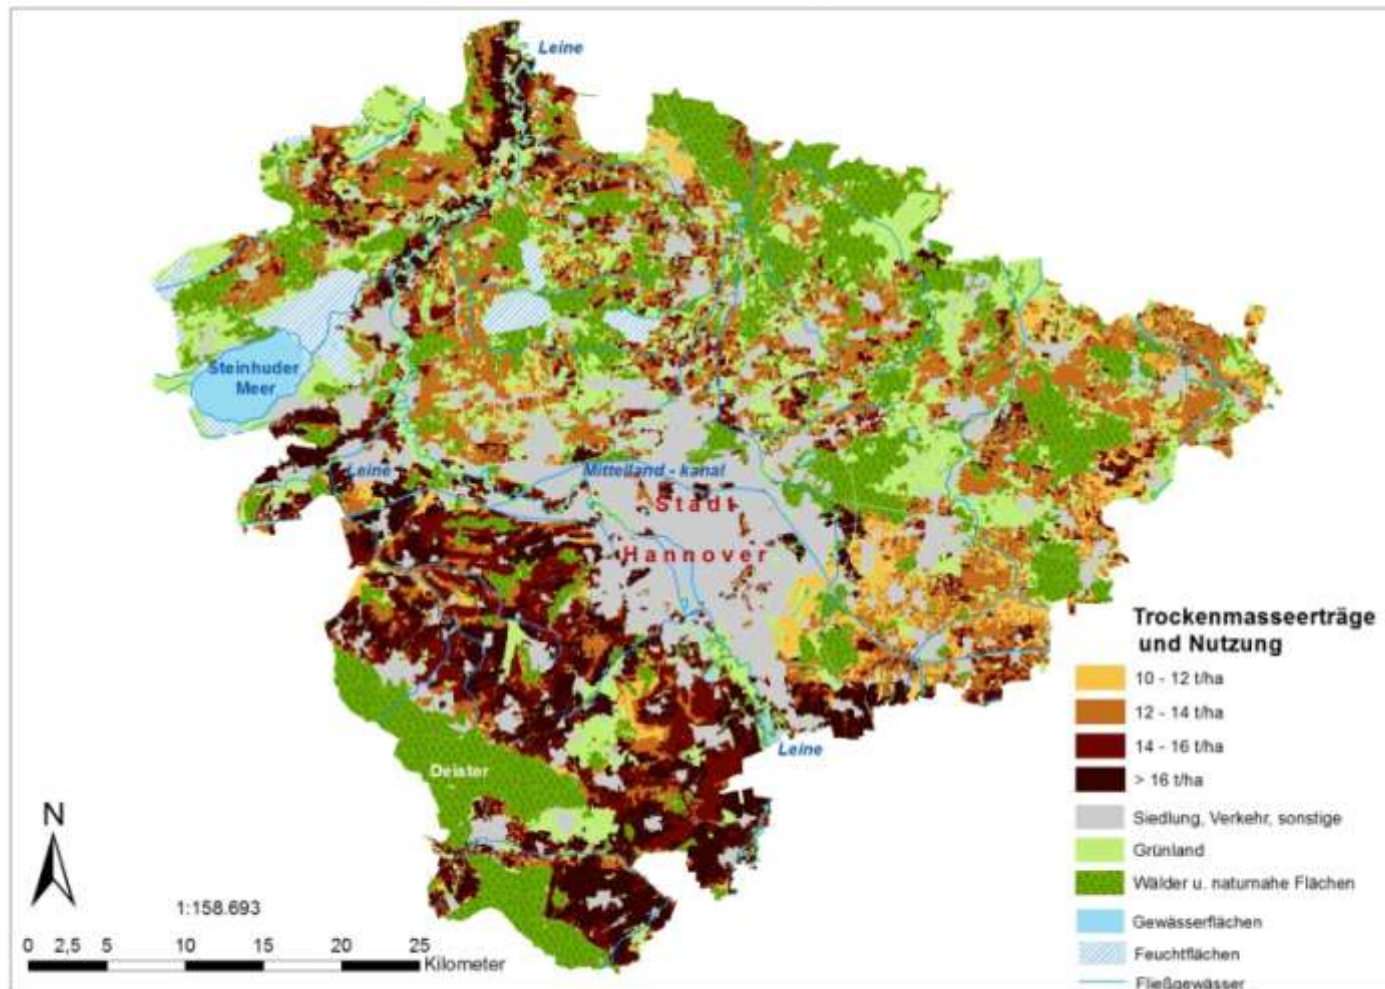 Leine
Steinhuder
Meer
Leine
Mittelland - kanal
Stadt
Hannover
Leine
Deister
Trockenmasseerträge
und Nutzung
10 - 12 t/ha
12 - 14 t/ha
14 - 16 t/ha
> 16 t/ha
Siedlung, Verkehr, sonstige
Grünland
Wälder u. naturnahe Flächen
Gewässerflächen
Feuchtflächen
Fließgewässer
N
1:158.693
0 2,5 5 10 15 20 25
Kilometer